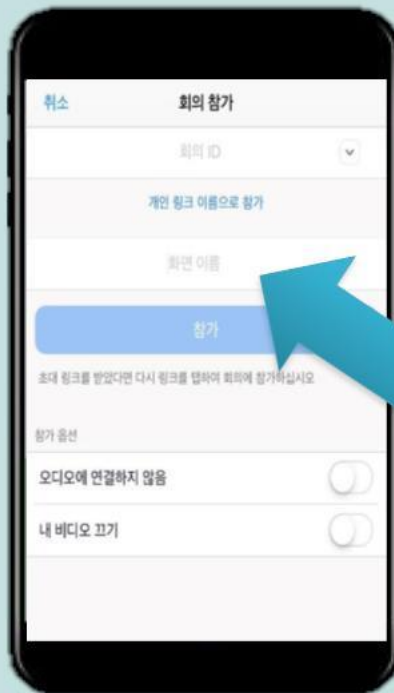 취소
회의 참가
회의 ID
개인 링크 이름으로 참가
화면 이름
참가
초대 링크를 받았다면 다시 링크를 탭하여 회의에 참가하십시오
참가 옵션
오디오에 연결하지 않음
내 비디오 끄기